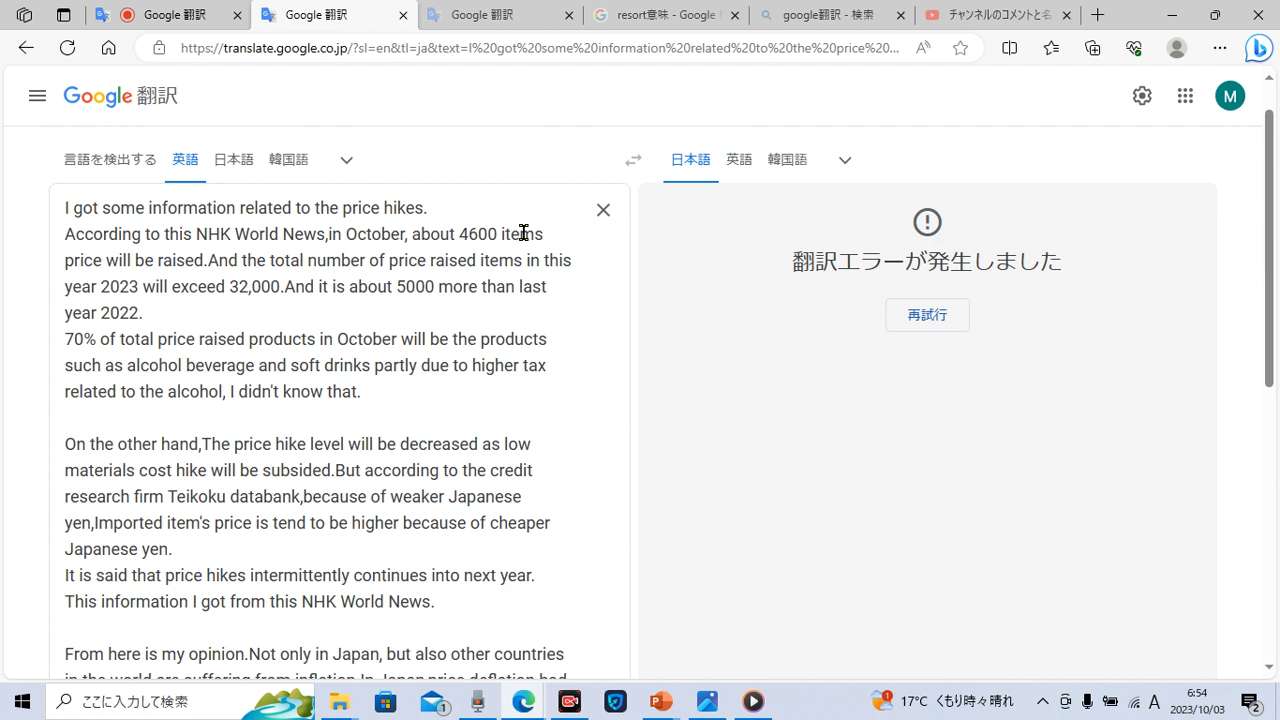 Google 翻訳
Google 翻訳
Google 翻訳
resort意味 - Google
google翻訳 - 検索
チャンネルのコメントと名
https://translate.google.co.jp/?sl=en&tl=ja&text=I%20got%20some%20information%20related%20to%20the%20price%20...
Google 翻訳
M
言語を検出する 英語 日本語 韓国語
日本語 英語 韓国語
I got some information related to the price hikes.
According to this NHK World News,in October, about 4600 items
price will be raised.And the total number of price raised items in this
year 2023 will exceed 32,000.And it is about 5000 more than last
year 2022.
70% of total price raised products in October will be the products
such as alcohol beverage and soft drinks partly due to higher tax
related to the alcohol, I didn't know that.
On the other hand,The price hike level will be decreased as low
materials cost hike will be subsided.But according to the credit
research firm Teikoku databank,because of weaker Japanese
yen,Imported item's price is tend to be higher because of cheaper
Japanese yen.
It is said that price hikes intermittently continues into next year.
This information I got from this NHK World News.
From here is my opinion.Not only in Japan, but also other countries
in the world are suffering from inflation.In Japan price deflation had
翻訳エラーが発生しました
再試行
ここに入力して検索
17°C くもり時々晴れ
A
6:54
2023/10/03